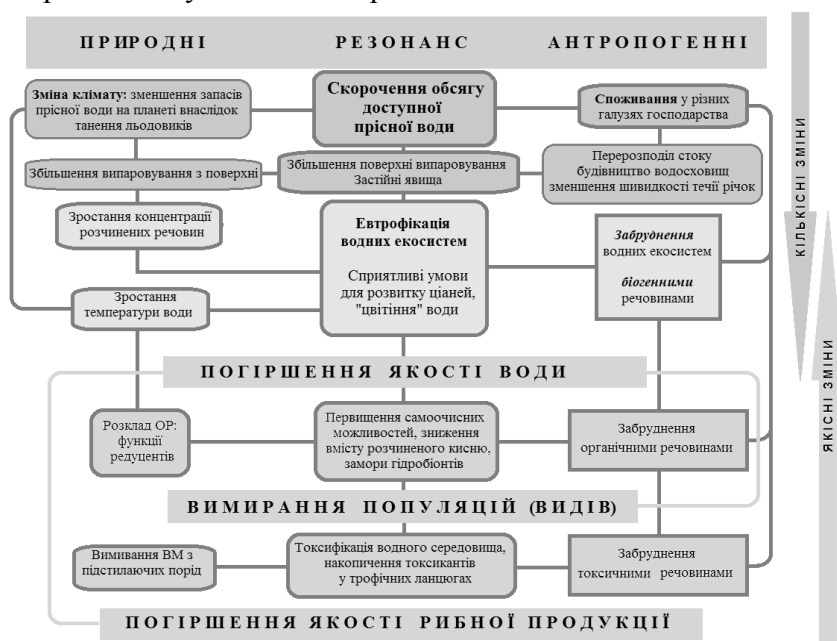 ПРИРОДНІ РЕЗОНАНС АНТРОПОГЕННІ
Зміна клімату: зменшення запасів
прісної води на планеті внаслідок
танення льодовиків
Скорочення обсягу
доступної
прісної води
Споживання у різних
галузях господарства
Збільшення випаровування з поверхні
Збільшення поверхні випаровування
Застійні явища
Перерозподіл стоку
будівництво водосховищ
зменшення швидкості течії річок
Зростання концентрації
розчинених речовин
Евтрофікація
водних екосистем
Сприятливі умови
для розвитку ціаней,
"цвітіння" води
Забруднення
водних екосистем
біогенними
речовинами
Зростання
температури води
ПОГІРШЕННЯ ЯКОСТІ ВОДИ
Розклад ОР:
функції
редуцентів
Первищення самоочисних
можливостей, зниження
вмісту розчиненого кисню,
замори гідробіонтів
Забруднення
органічними речовинами
ВИМИРАННЯ ПОПУЛЯЦІЙ (ВИДІВ)
Вимивання ВМ з
підстилаючих порід
Токсифікація водного середовища,
накопичення токсикантів
у трофічних ланцюгах
Забруднення
токсичними речовинами
ПОГІРШЕННЯ ЯКОСТІ РИБНОЇ ПРОДУКЦІЇ
КІЛЬКІСНІ ЗМІНИ
ЯКІСНІ ЗМІНИ